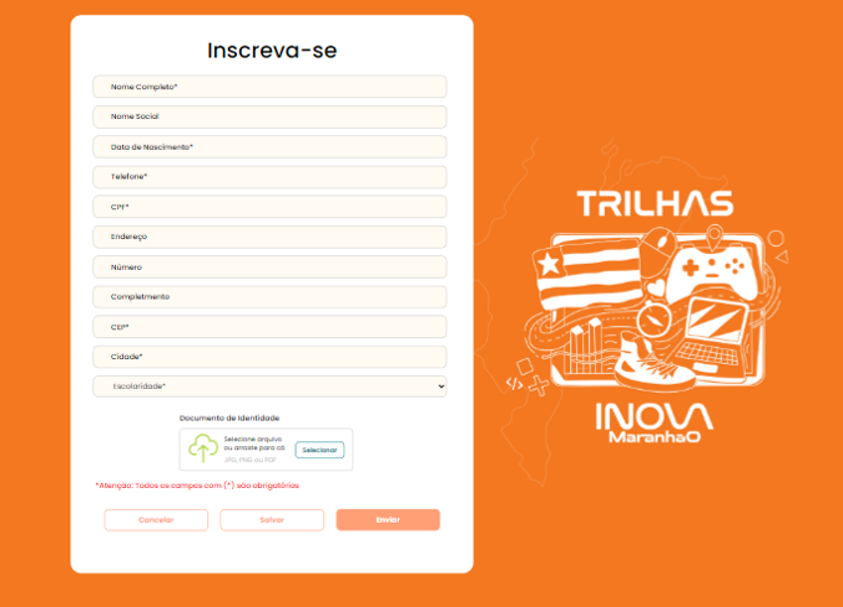 Inscreva-se
Nome Completo*
Nome Social
Data de Nascimento*
Telefone*
CPF*
Endereço
Número
Completmento
CEP*
Cidade*
Escolaridade*
Documento de Identidade
Selecione arquivo
ou arraste para cá
JPG, PNG ou PDF
Selecionar
*Atenção: Todos os campos com (*) são obrigatórios
Cancelar
Salvar
Enviar
TRILHAS
</>
INOVA
MaranhaO